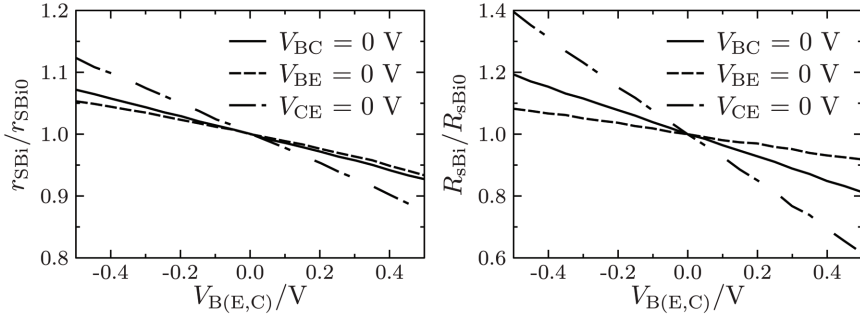 1.2
1.1
1.0
0.9
0.8
r_SBi/r_SBi0
V_BC = 0 V
V_BE = 0 V
V_CE = 0 V
-0.4 -0.2 0.0 0.2 0.4
V_B(E,C)/V
1.4
1.2
1.0
0.8
0.6
R_sBi/R_sBi0
V_BC = 0 V
V_BE = 0 V
V_CE = 0 V
-0.4 -0.2 0.0 0.2 0.4
V_B(E,C)/V